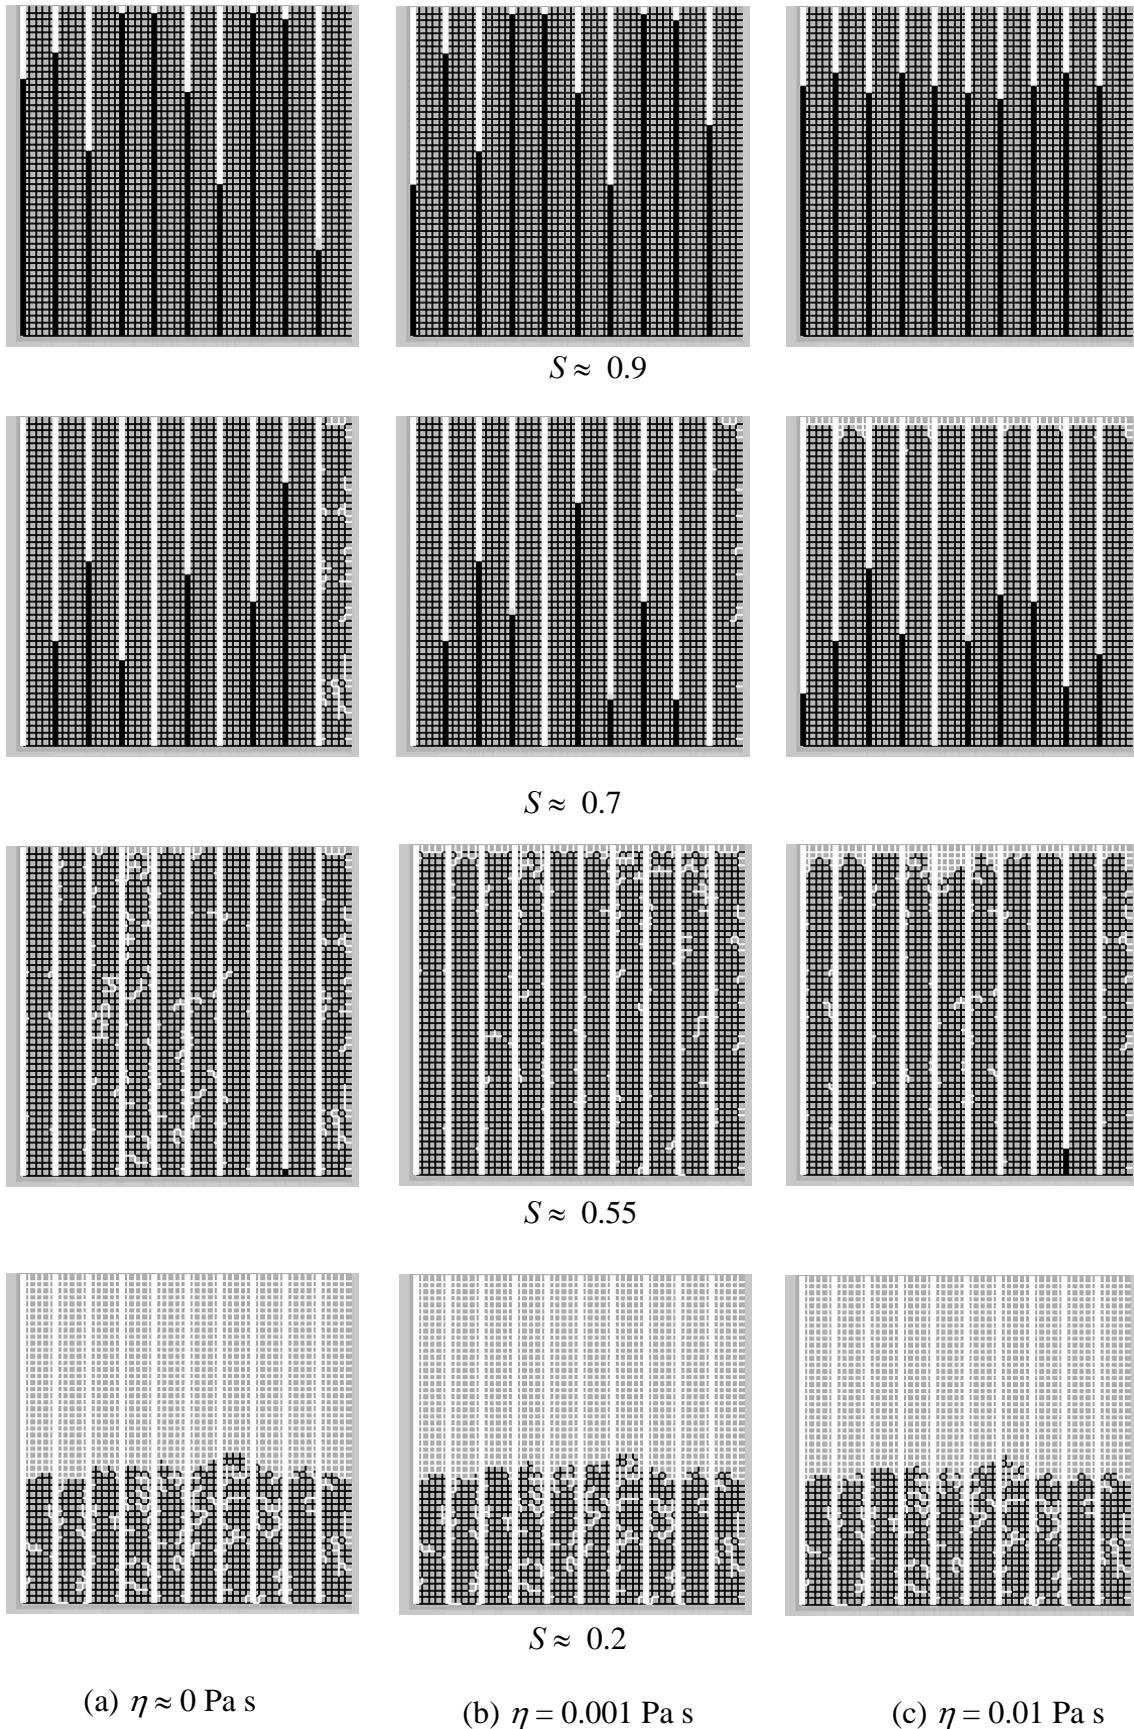 S ≈ 0.9
S ≈ 0.7
S ≈ 0.55
S ≈ 0.2
(a) η ≈ 0 Pa s
(b) η = 0.001 Pa s
(c) η = 0.01 Pa s